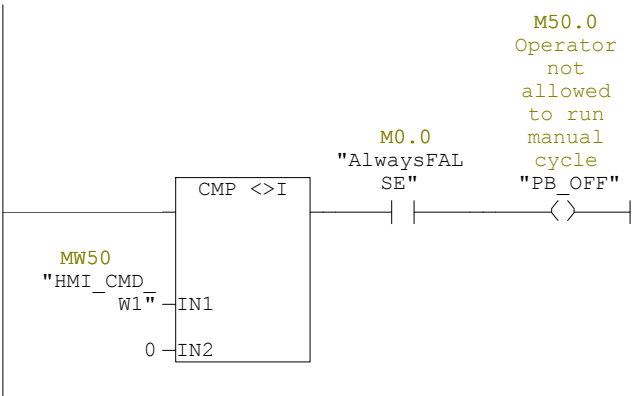 M50.0
Operator
not
allowed
to run
manual
cycle
"PB_OFF"
M0.0
"AlwaysFAL
SE"
CMP <>I
MW50
"HMI_CMD_
W1"
IN1
0
IN2